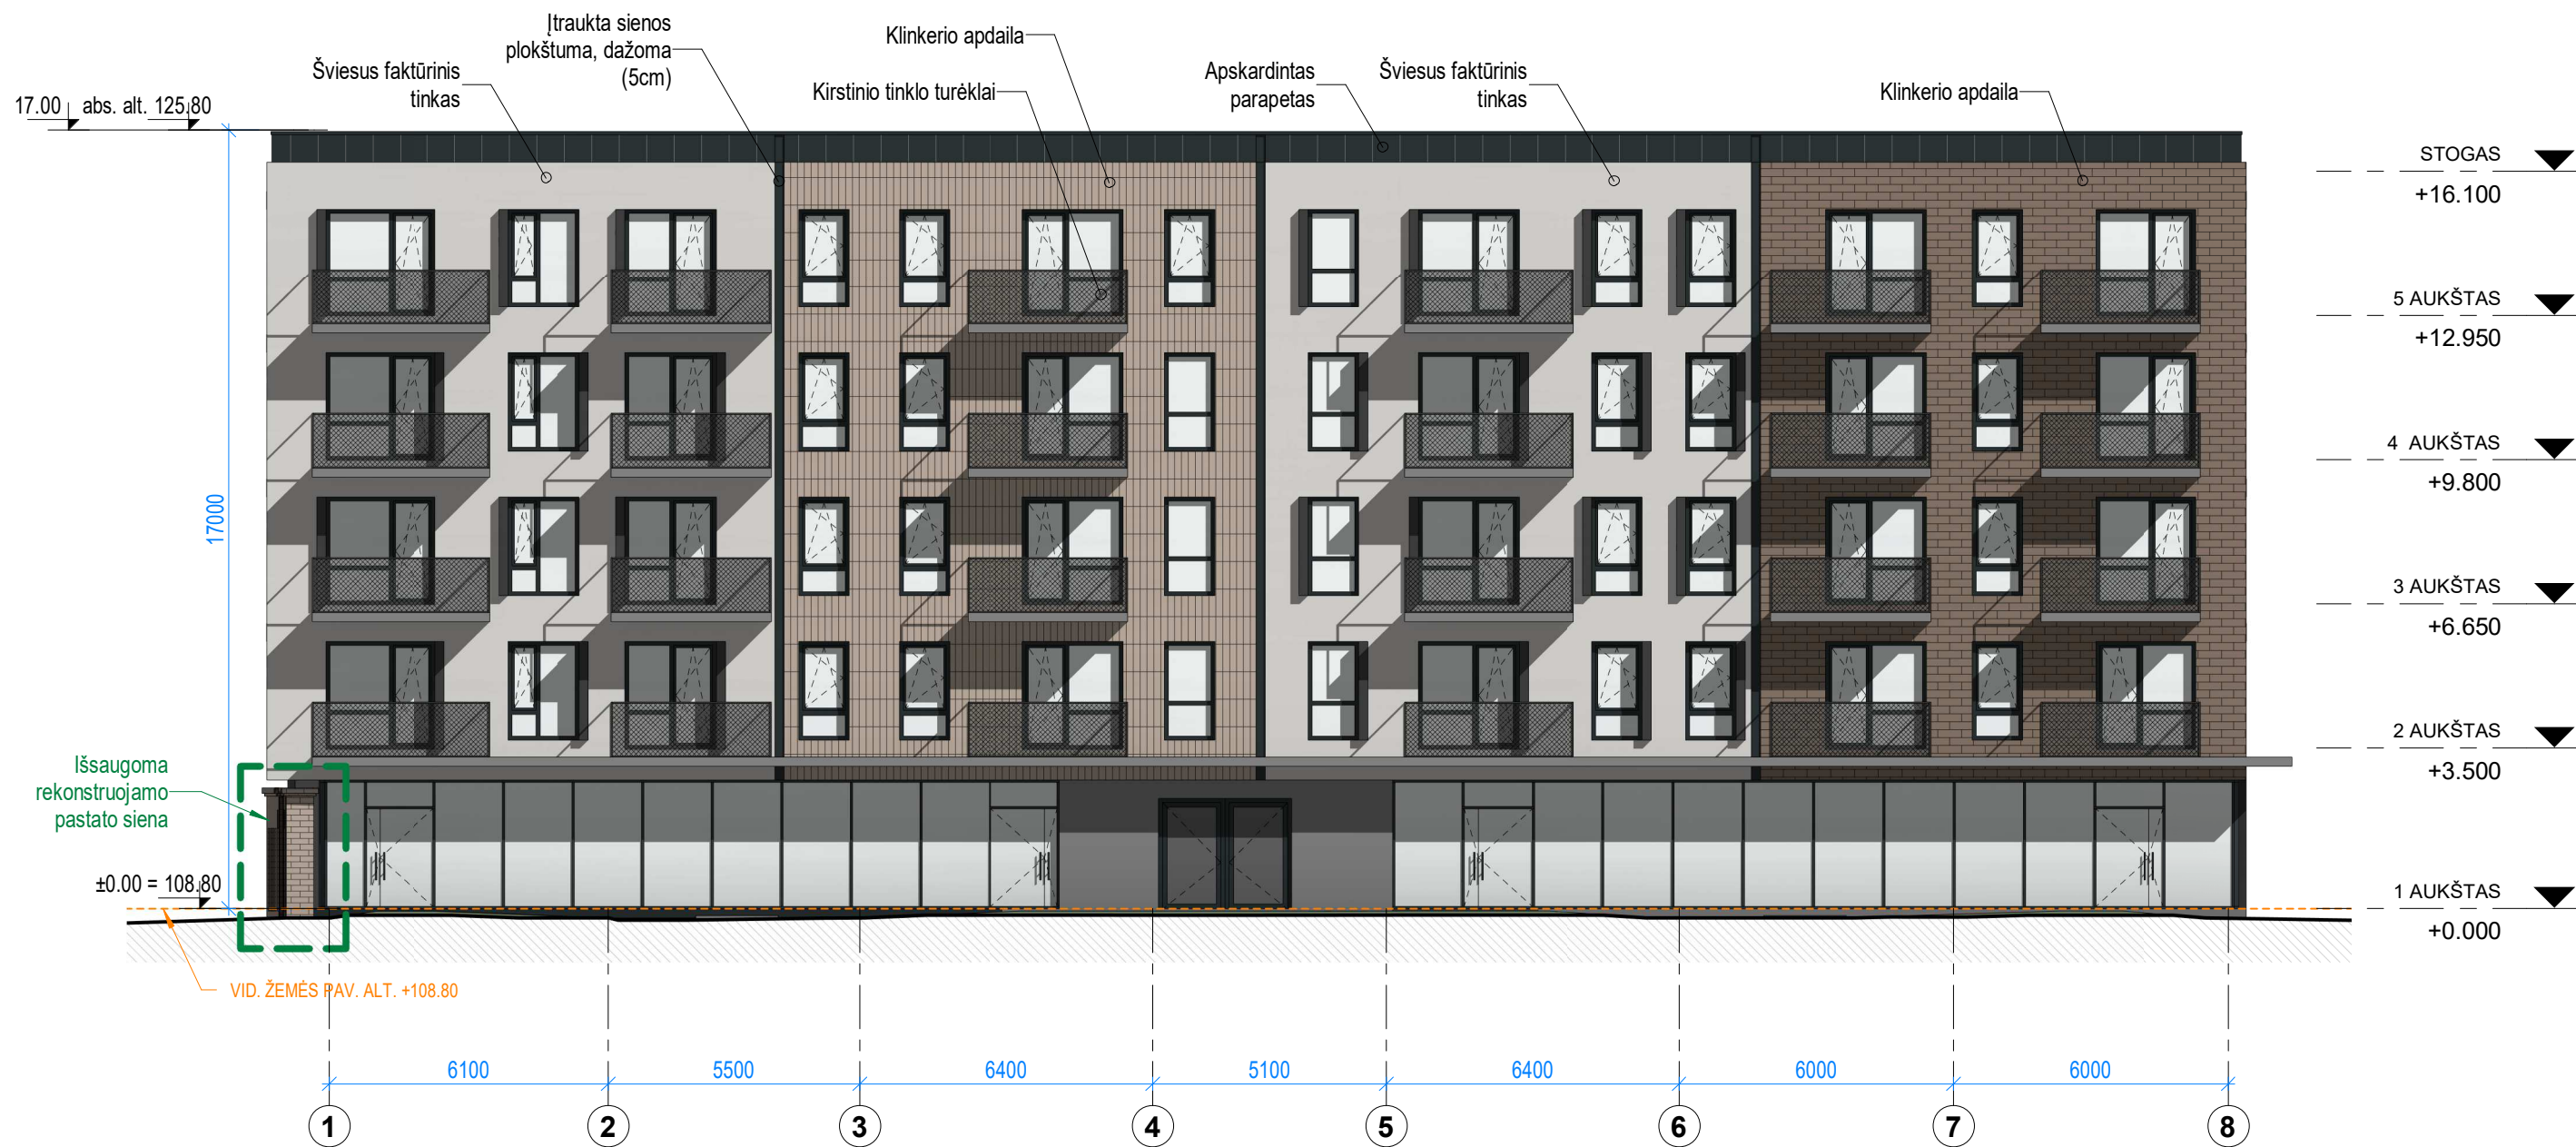 Įtraukta sienos
plokštuma, dažoma
(5cm)
Klinkerio apdaila
Šviesus faktūrinis
tinkas
Kirstinio tinklo turėklai
Apskardintas
parapetas
Šviesus faktūrinis
tinkas
Klinkerio apdaila
17.00 abs. alt. 125.80
STOGAS
+16.100
5 AUKŠTAS
+12.950
4 AUKŠTAS
+9.800
17000
3 AUKŠTAS
+6.650
2 AUKŠTAS
+3.500
Išsaugoma
rekonstruojamo
pastato siena
±0.00 = 108.80
1 AUKŠTAS
+0.000
VID. ŽEMĖS PAV. ALT. +108.80
6100 5500 6400 5100 6400 6000 6000
1 2 3 4 5 6 7 8